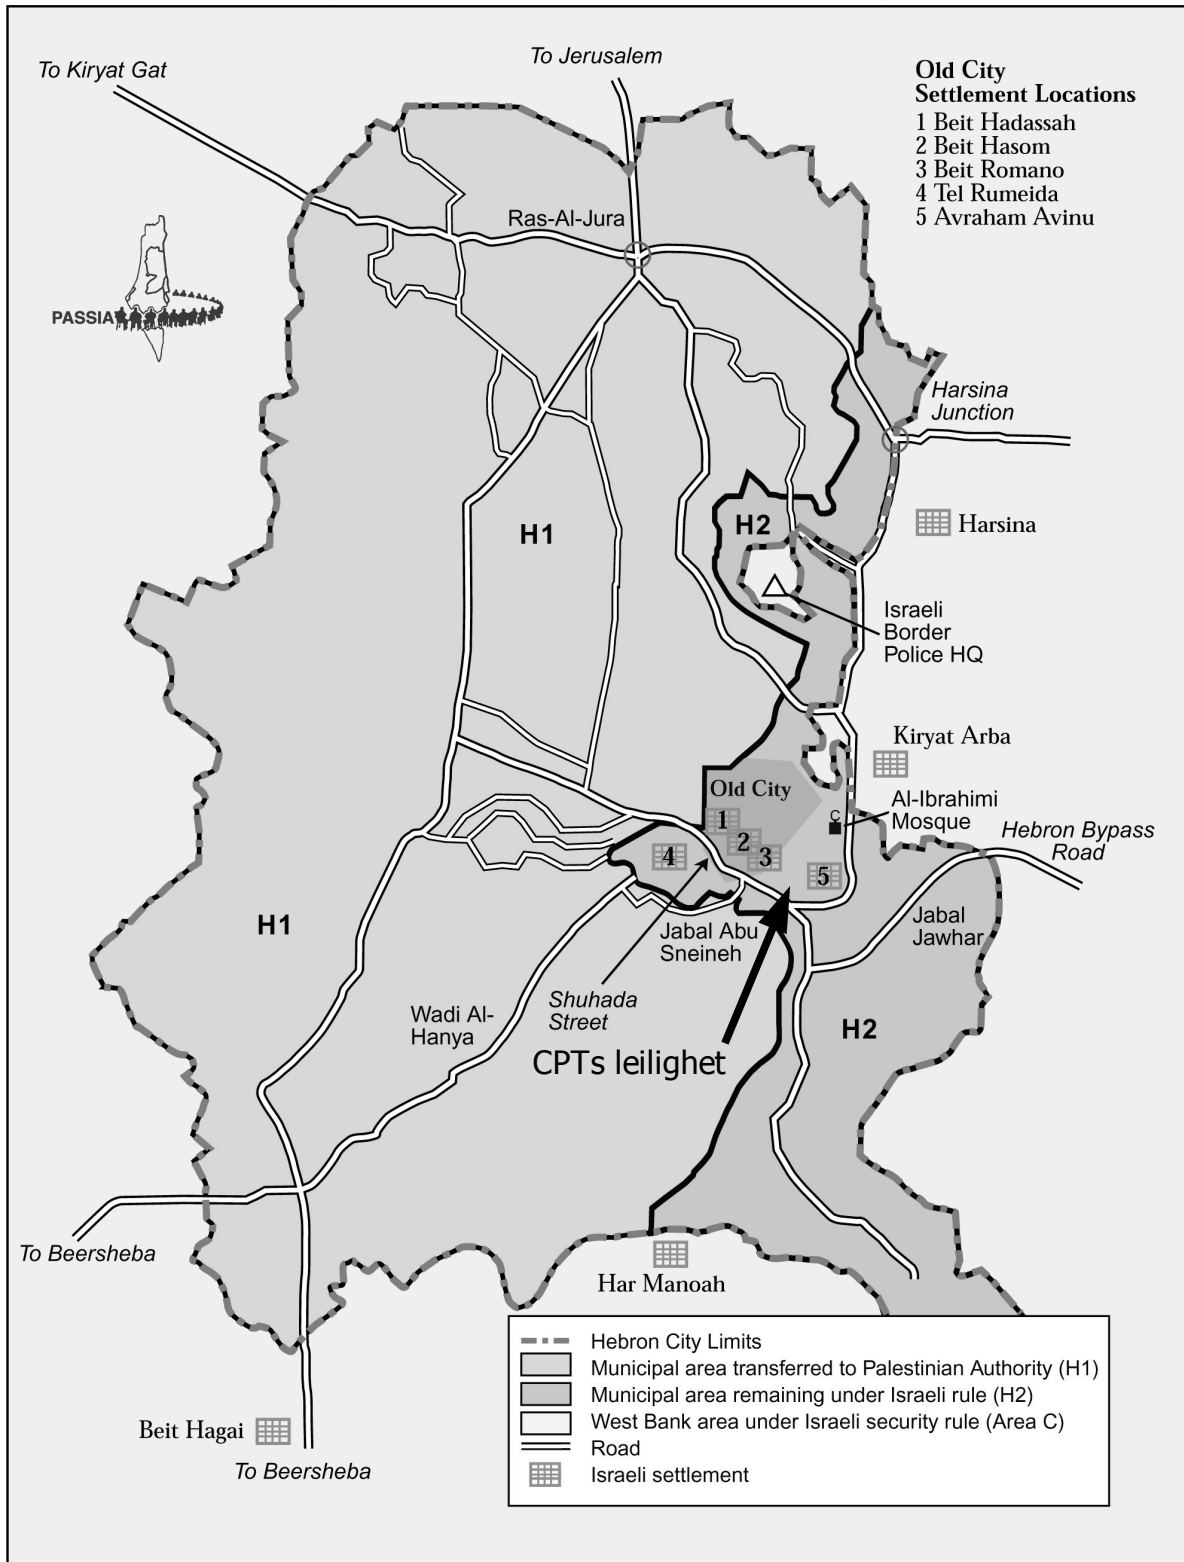 To Kiryat Gat
To Jerusalem
Old City
Settlement Locations
1 Beit Hadassah
2 Beit Hasom
3 Beit Romano
4 Tel Rumeida
5 Avraham Avinu
Ras-Al-Jura
PASSIA
Harsina
Junction
H1
H2
Harsina
Israeli
Border
Police HQ
Kiryat Arba
Old City
1
2
3
4
5
C
Al-Ibrahimi
Mosque
Hebron Bypass
Road
H1
Jabal Abu
Sneineh
Jabal
Jawhar
Shuhada
Street
Wadi Al-
Hanya
H2
CPTs leilighet
To Beersheba
Har Manoah
Beit Hagai
To Beersheba
Hebron City Limits
Municipal area transferred to Palestinian Authority (H1)
Municipal area remaining under Israeli rule (H2)
West Bank area under Israeli security rule (Area C)
Road
Israeli settlement